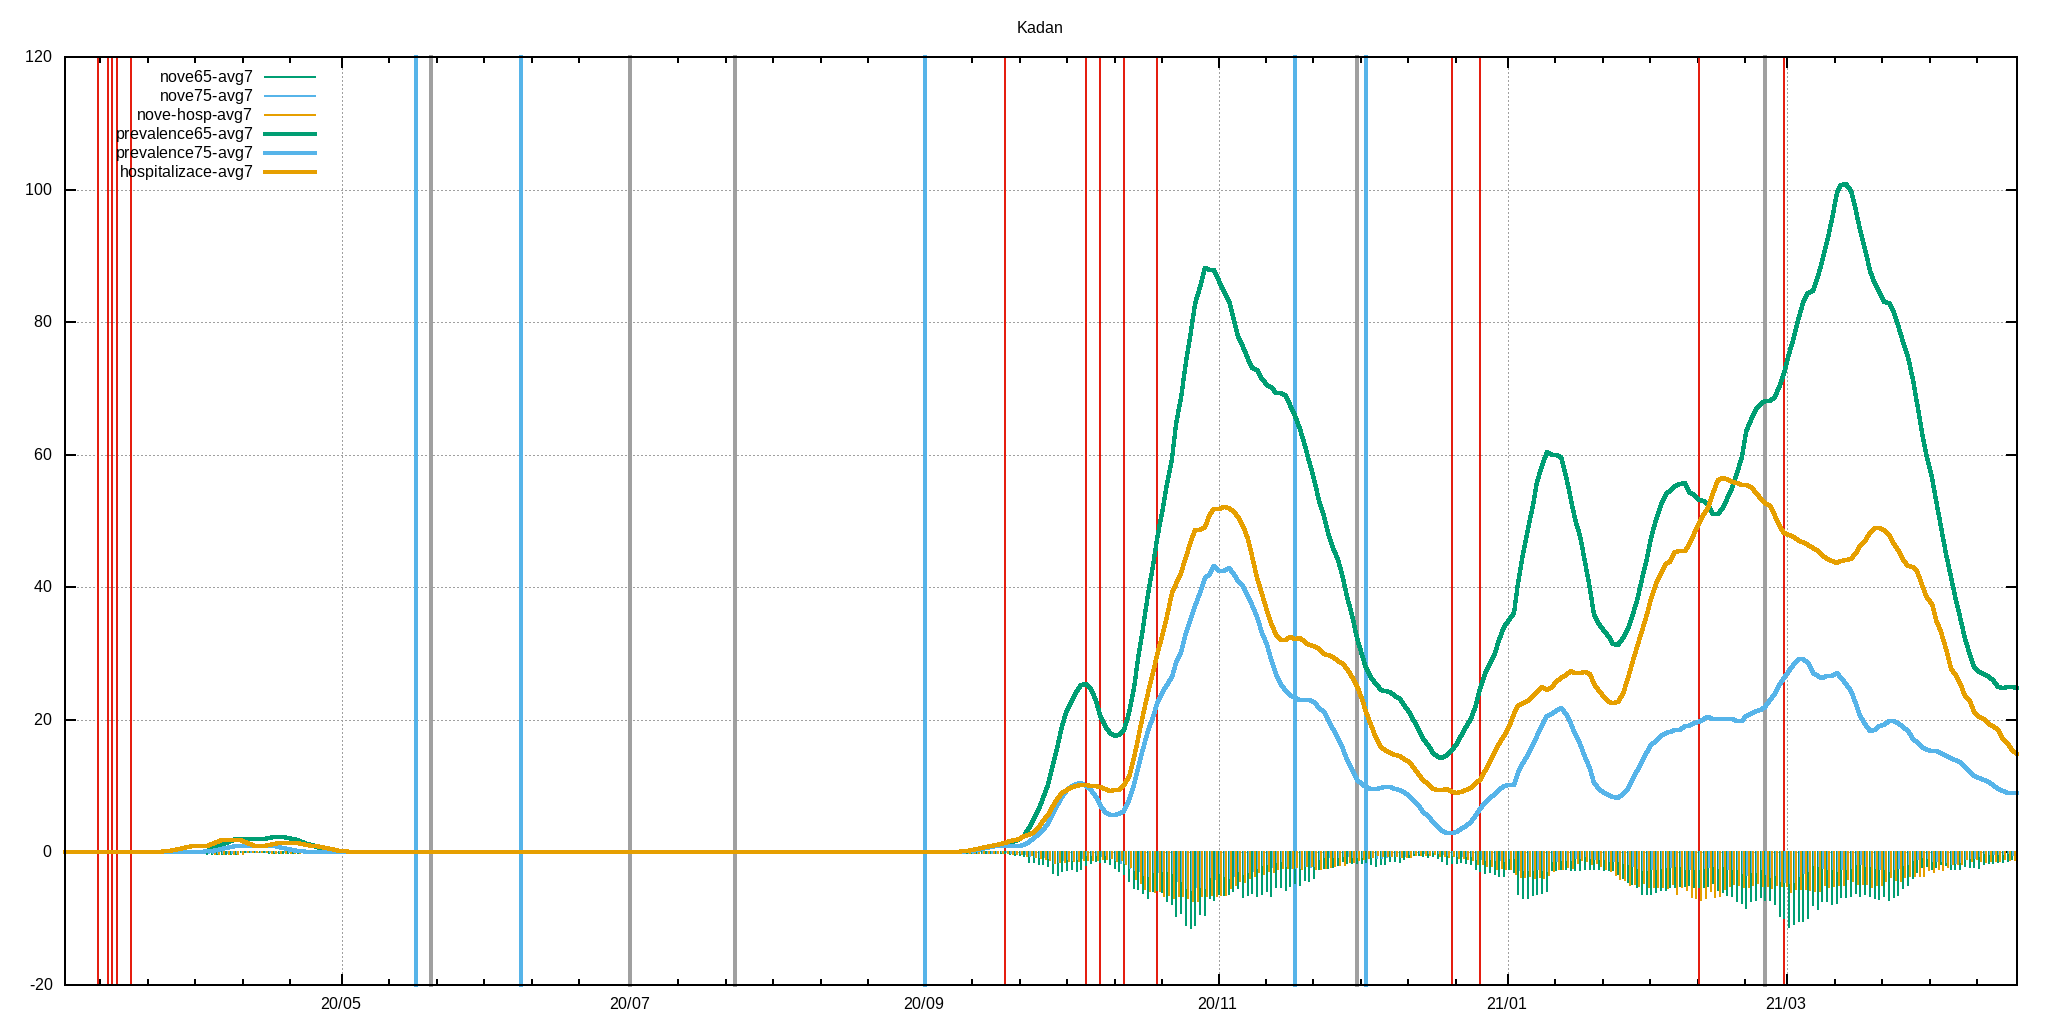 Kadan
120
100
80
60
40
20
0
-20
nove65-avg7
nove75-avg7
nove-hosp-avg7
prevalence65-avg7
prevalence75-avg7
hospitalizace-avg7
20/05 20/07 20/09 20/11 21/01 21/03